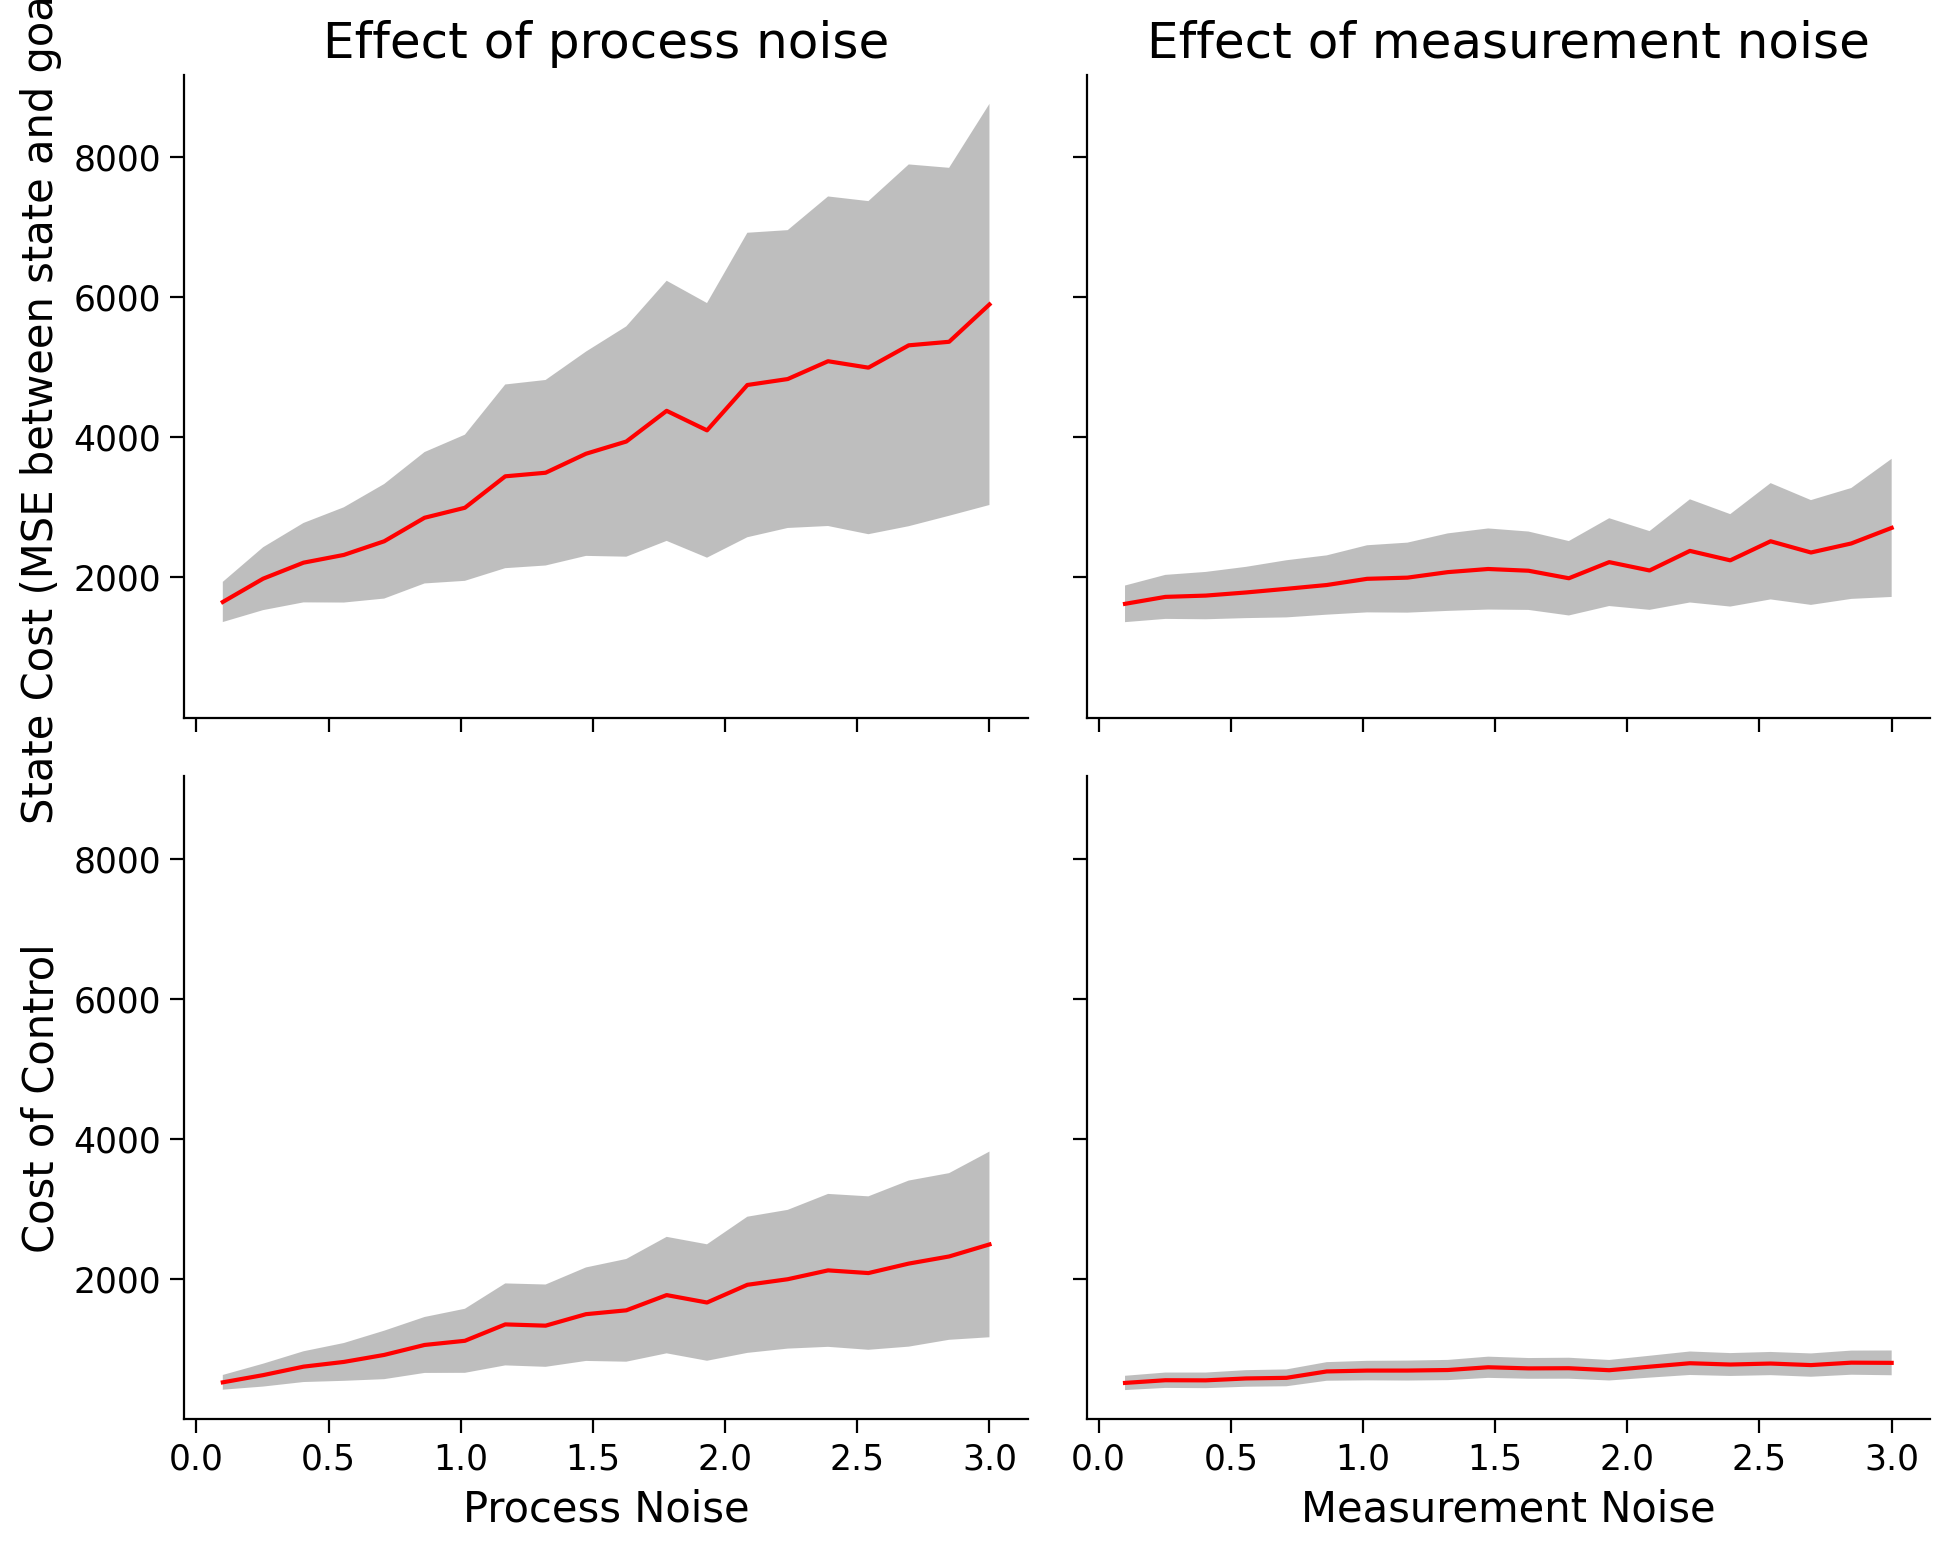 Effect of process noise
Effect of measurement noise
State Cost (MSE between state and goa
8000
6000
4000
2000
Cost of Control
8000
6000
4000
2000
0.0 0.5 1.0 1.5 2.0 2.5 3.0
0.0 0.5 1.0 1.5 2.0 2.5 3.0
Process Noise
Measurement Noise